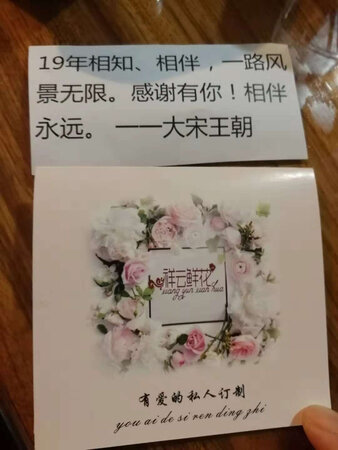 19年相知、相伴，一路风
景无限。感谢有你！相伴
永远。 ——大宋王朝
祥云鲜花
xiang yun xian hua
有爱的私人订制
you ai de si ren ding zhi